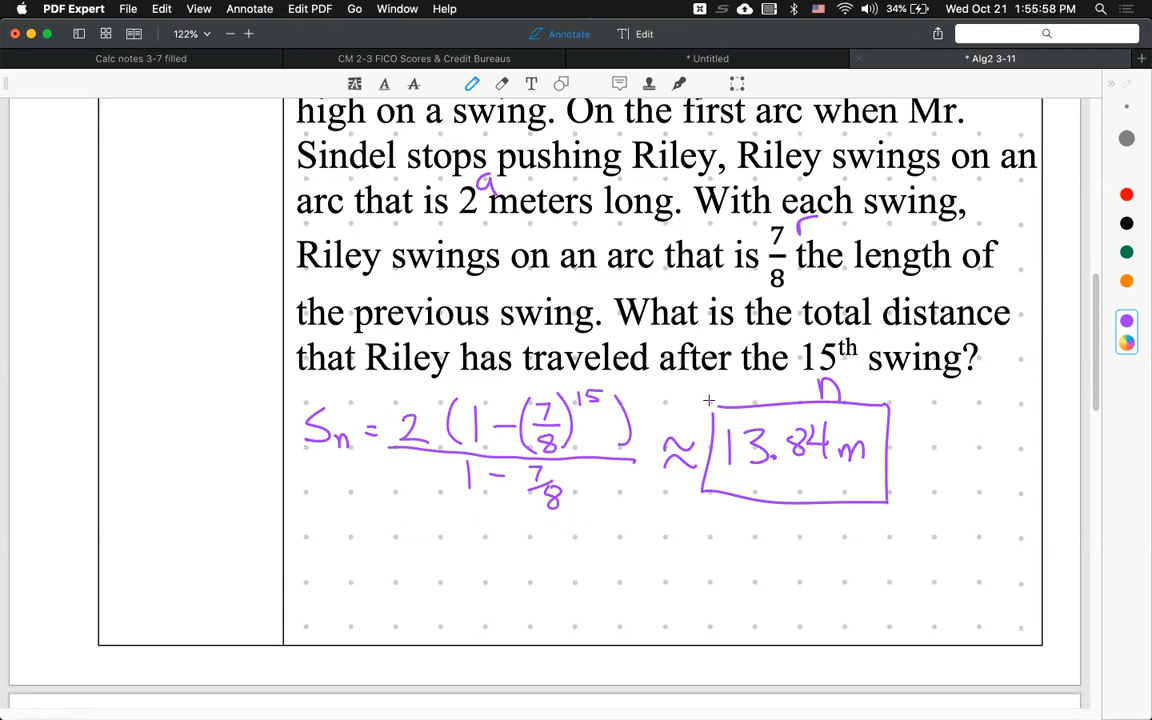 PDF Expert File Edit View Annotate Edit PDF Go Window Help 34% Wed Oct 21 1:55:58 PM
122% Annotate Edit
Calc notes 3-7 filled CM 2-3 FICO Scores & Credit Bureaus * Untitled * Alg2 3-11
high on a swing. On the first arc when Mr.
Sindel stops pushing Riley, Riley swings on an
a
arc that is 2 meters long. With each swing,
r
Riley swings on an arc that is 7/8 the length of
the previous swing. What is the total distance
that Riley has traveled after the 15th swing?
n
Sn = 2(1-(7/8)^15) / 1 - 7/8 ≈ 13.84 m